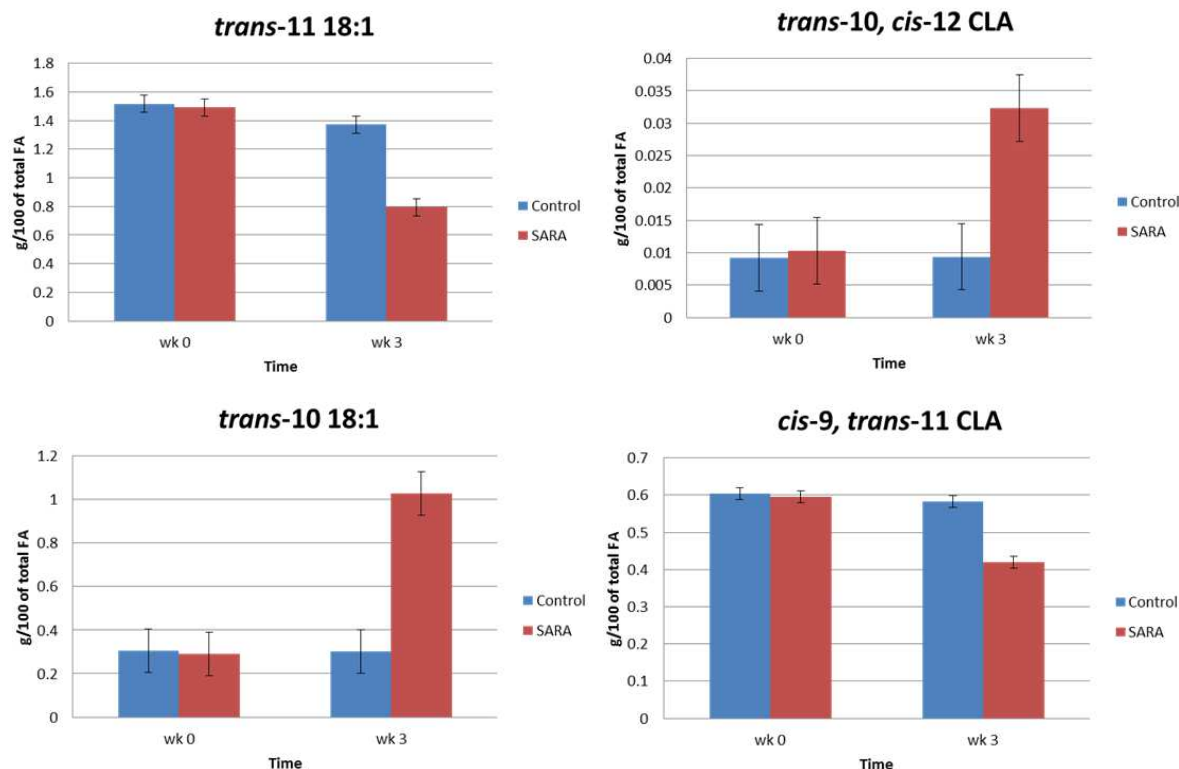 trans-11 18:1
g/100 of total FA
1.8
1.6
1.4
1.2
1
0.8
0.6
0.4
0.2
0
wk 0
wk 3
Time
Control
SARA
trans-10, cis-12 CLA
g/100 of total FA
0.04
0.035
0.03
0.025
0.02
0.015
0.01
0.005
0
wk 0
wk 3
Time
Control
SARA
trans-10 18:1
g/100 of total FA
1.2
1
0.8
0.6
0.4
0.2
0
wk 0
wk 3
Time
Control
SARA
cis-9, trans-11 CLA
g/100 of total FA
0.7
0.6
0.5
0.4
0.3
0.2
0.1
0
wk 0
wk 3
Time
Control
SARA